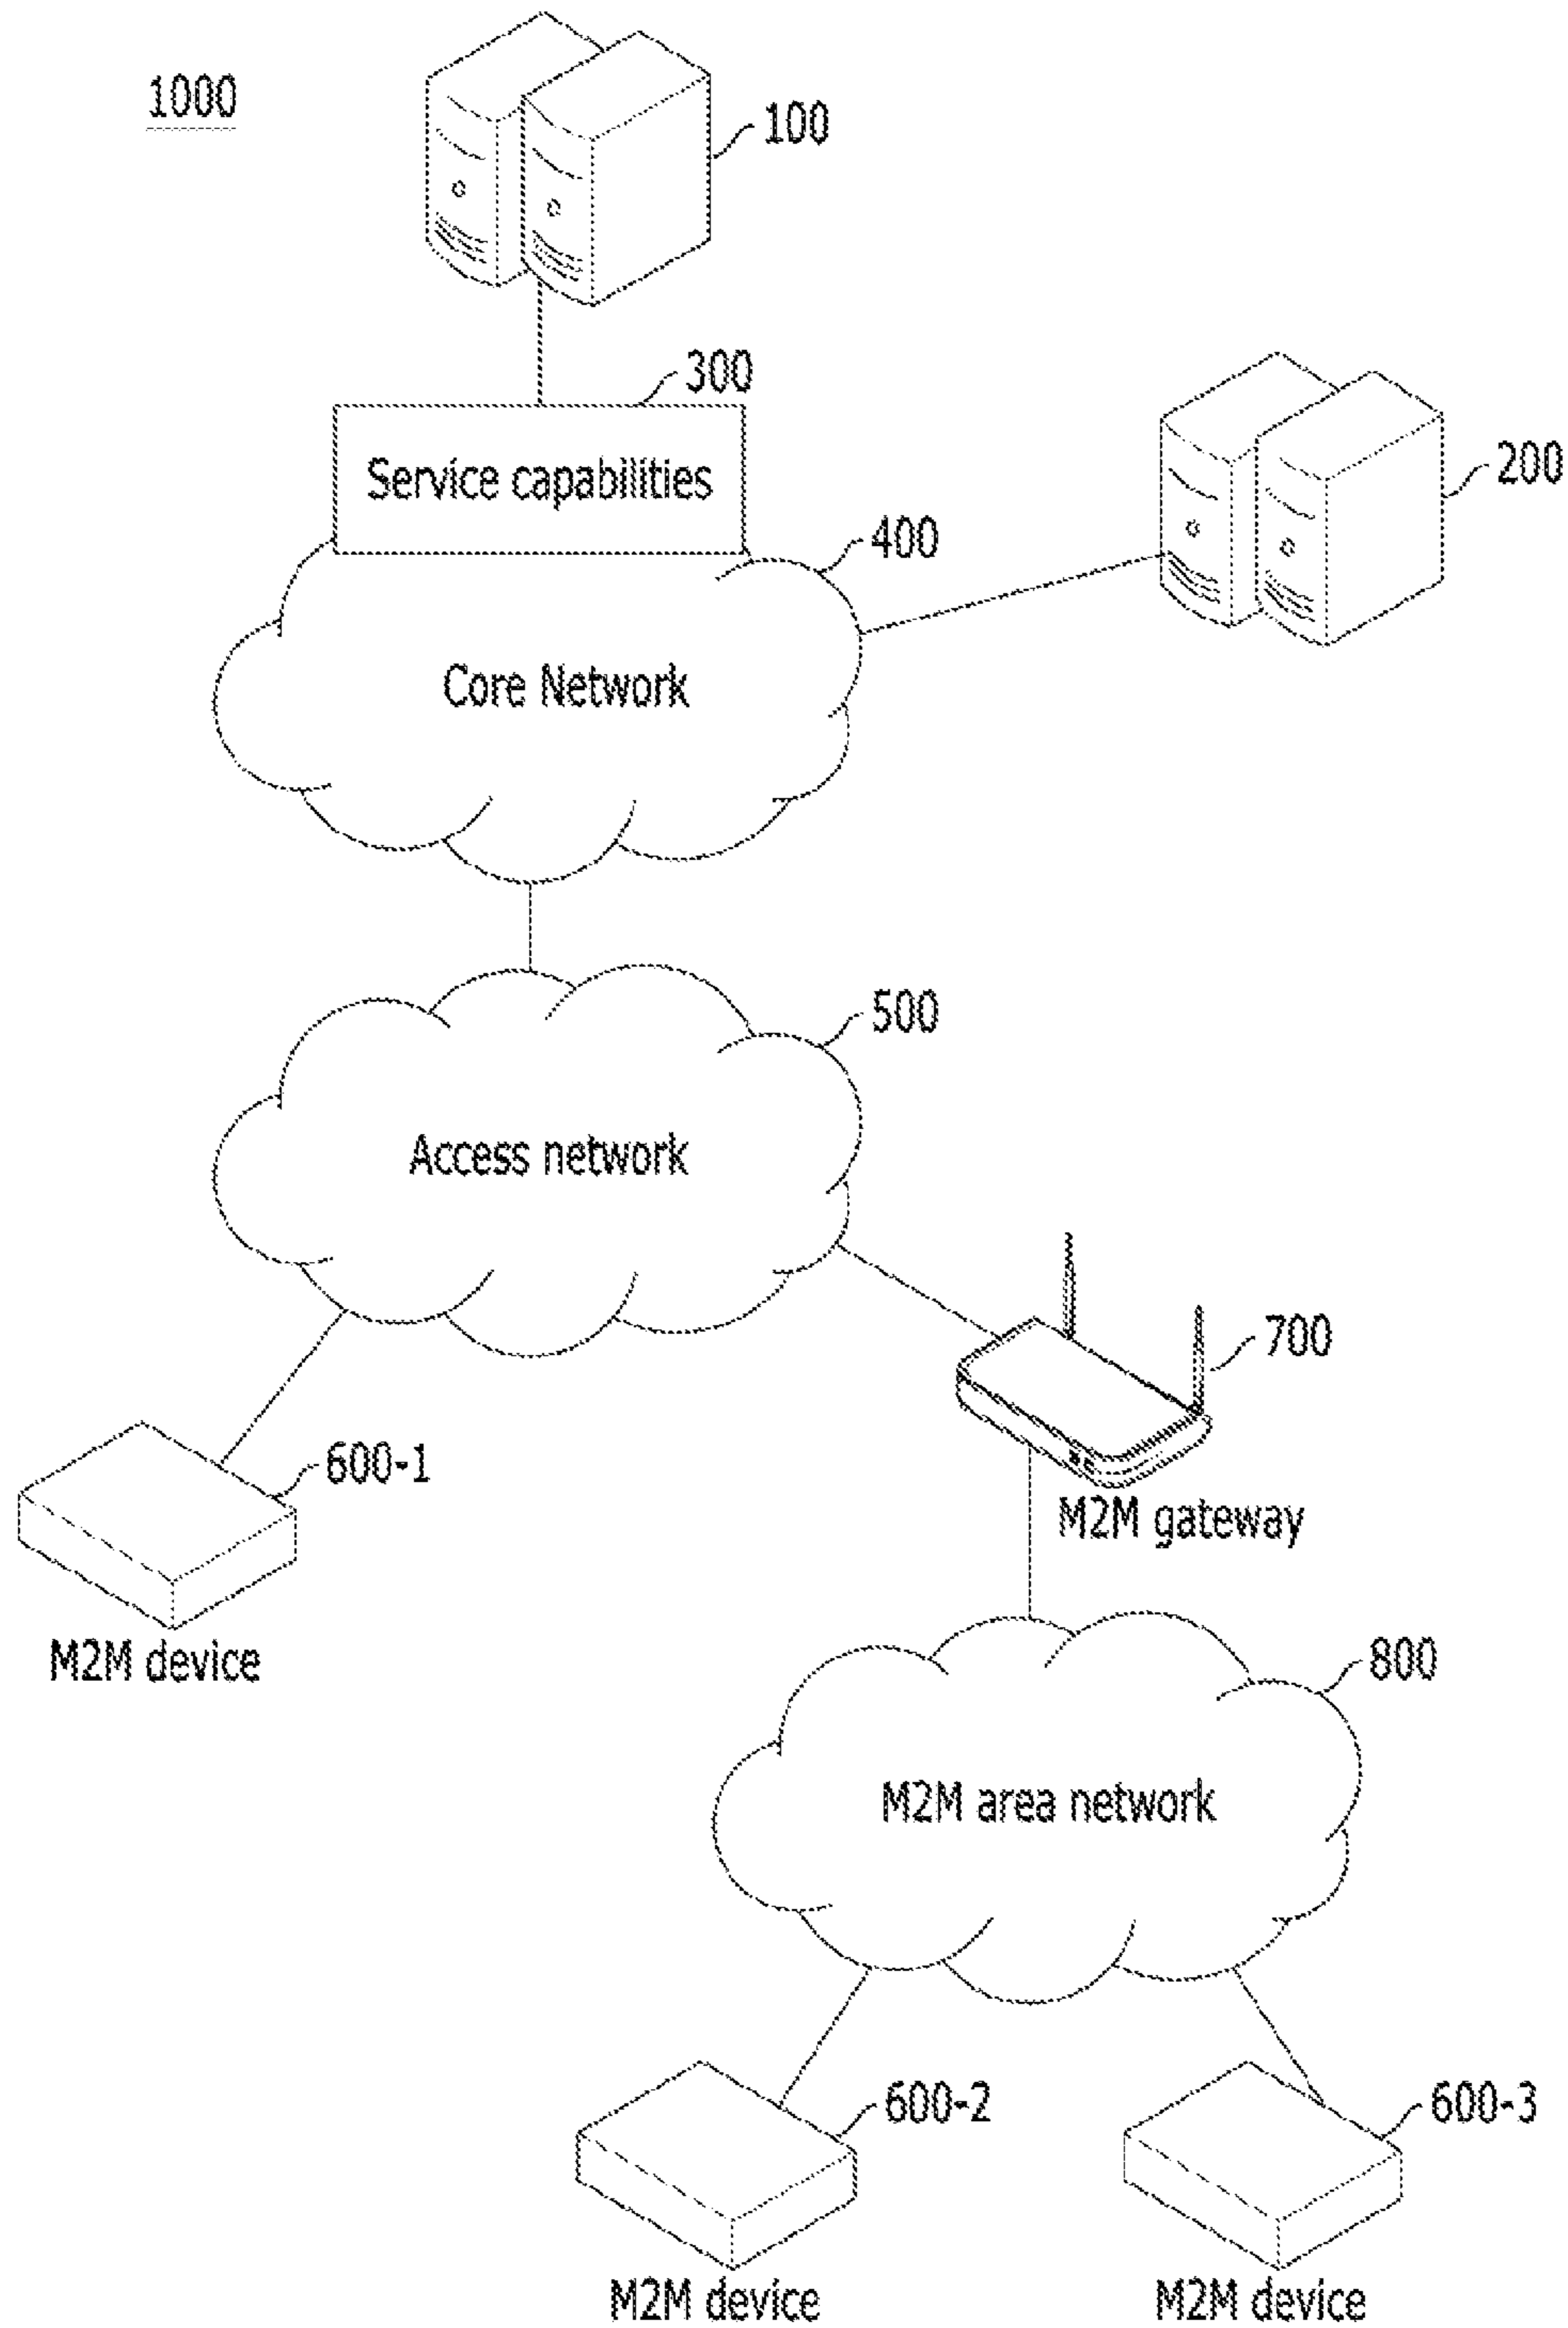 1000
100
300
Service capabilities
200
400
Core Network
500
Access network
700
600-1
M2M gateway
M2M device
800
M2M area network
600-2
600-3
M2M device
M2M device